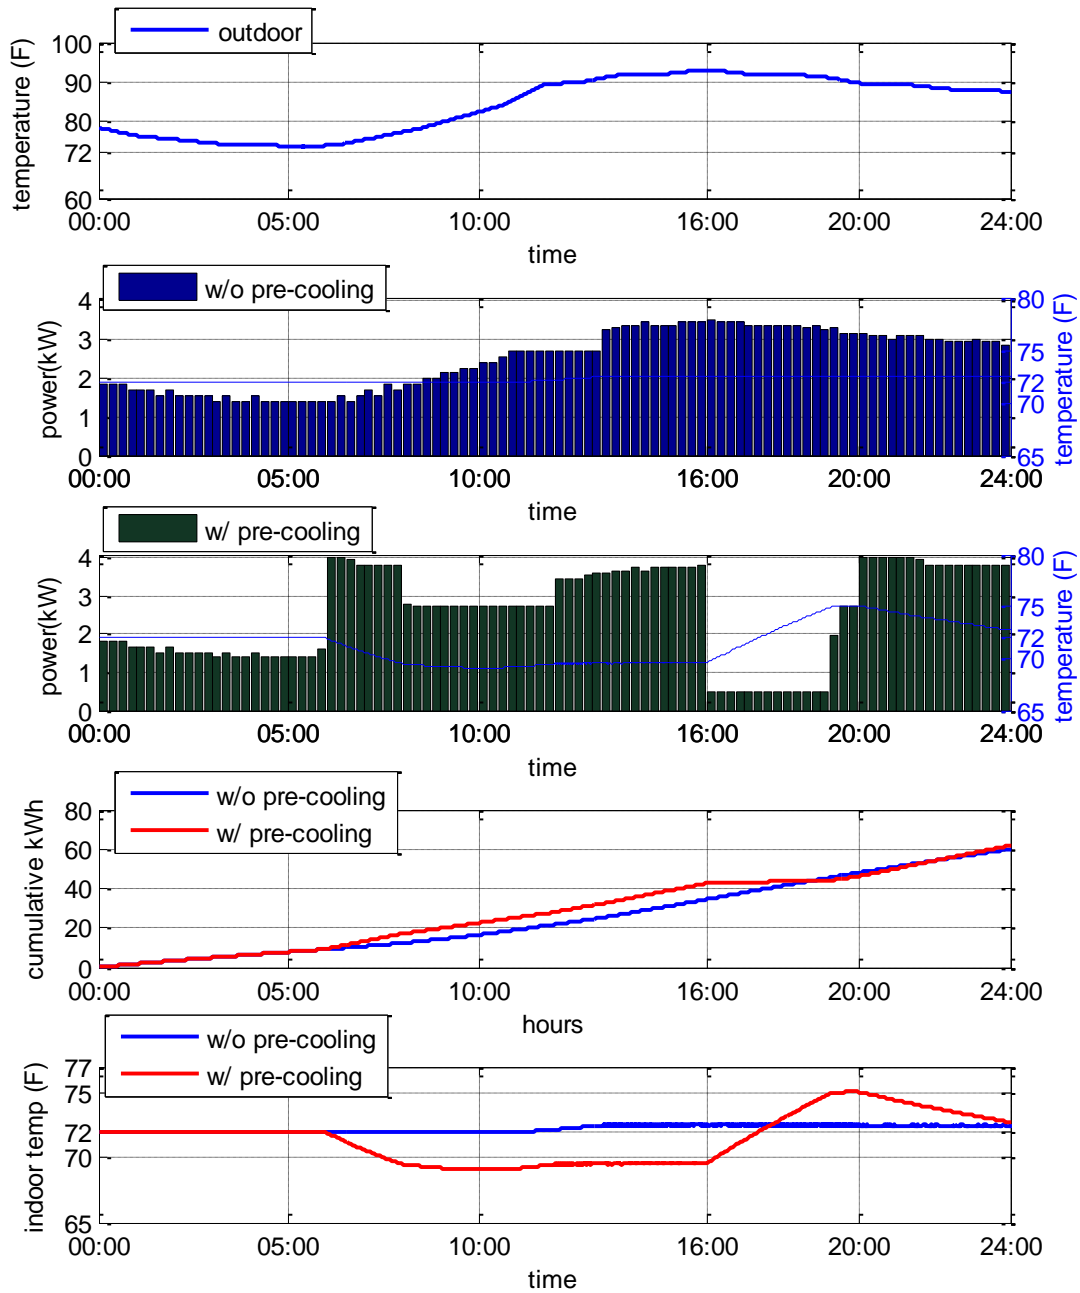 outdoor
temperature (F)
100
90
80
72
60
00:00 05:00 10:00 16:00 20:00 24:00
time
w/o pre-cooling
power(kW)
4
3
2
1
0
80
75
72
70
65
temperature (F)
00:00 05:00 10:00 16:00 20:00 24:00
time
w/ pre-cooling
power(kW)
4
3
2
1
0
80
75
72
70
65
temperature (F)
00:00 05:00 10:00 16:00 20:00 24:00
time
w/o pre-cooling
w/ pre-cooling
cumulative kWh
80
60
40
20
0
00:00 05:00 10:00 16:00 20:00 24:00
hours
w/o pre-cooling
w/ pre-cooling
indoor temp (F)
77
75
72
70
65
00:00 05:00 10:00 16:00 20:00 24:00
time